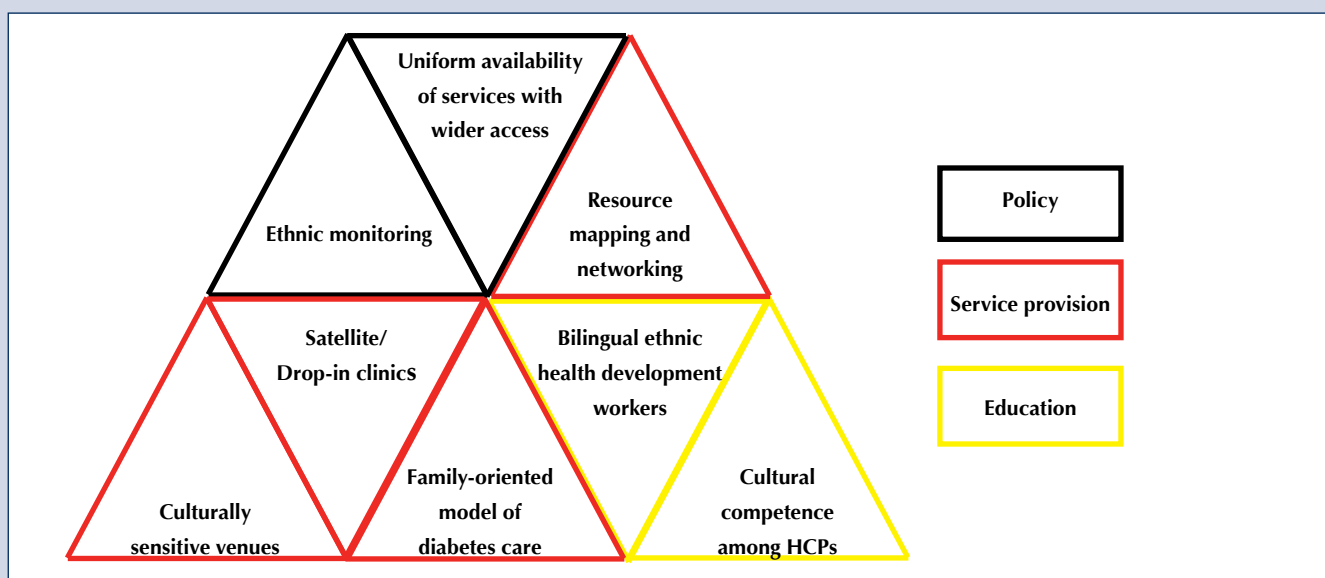 Uniform availability
of services with
wider access
Ethnic monitoring
Resource
mapping and
networking
Satellite/
Drop-in clinics
Bilingual ethnic
health development
workers
Culturally
sensitive venues
Family-oriented
model of
diabetes care
Cultural
competence
among HCPs
Policy
Service provision
Education